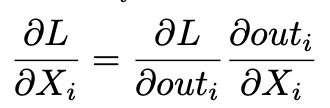 ∂L/∂X_i = ∂L/∂out_i ∂out_i/∂X_i